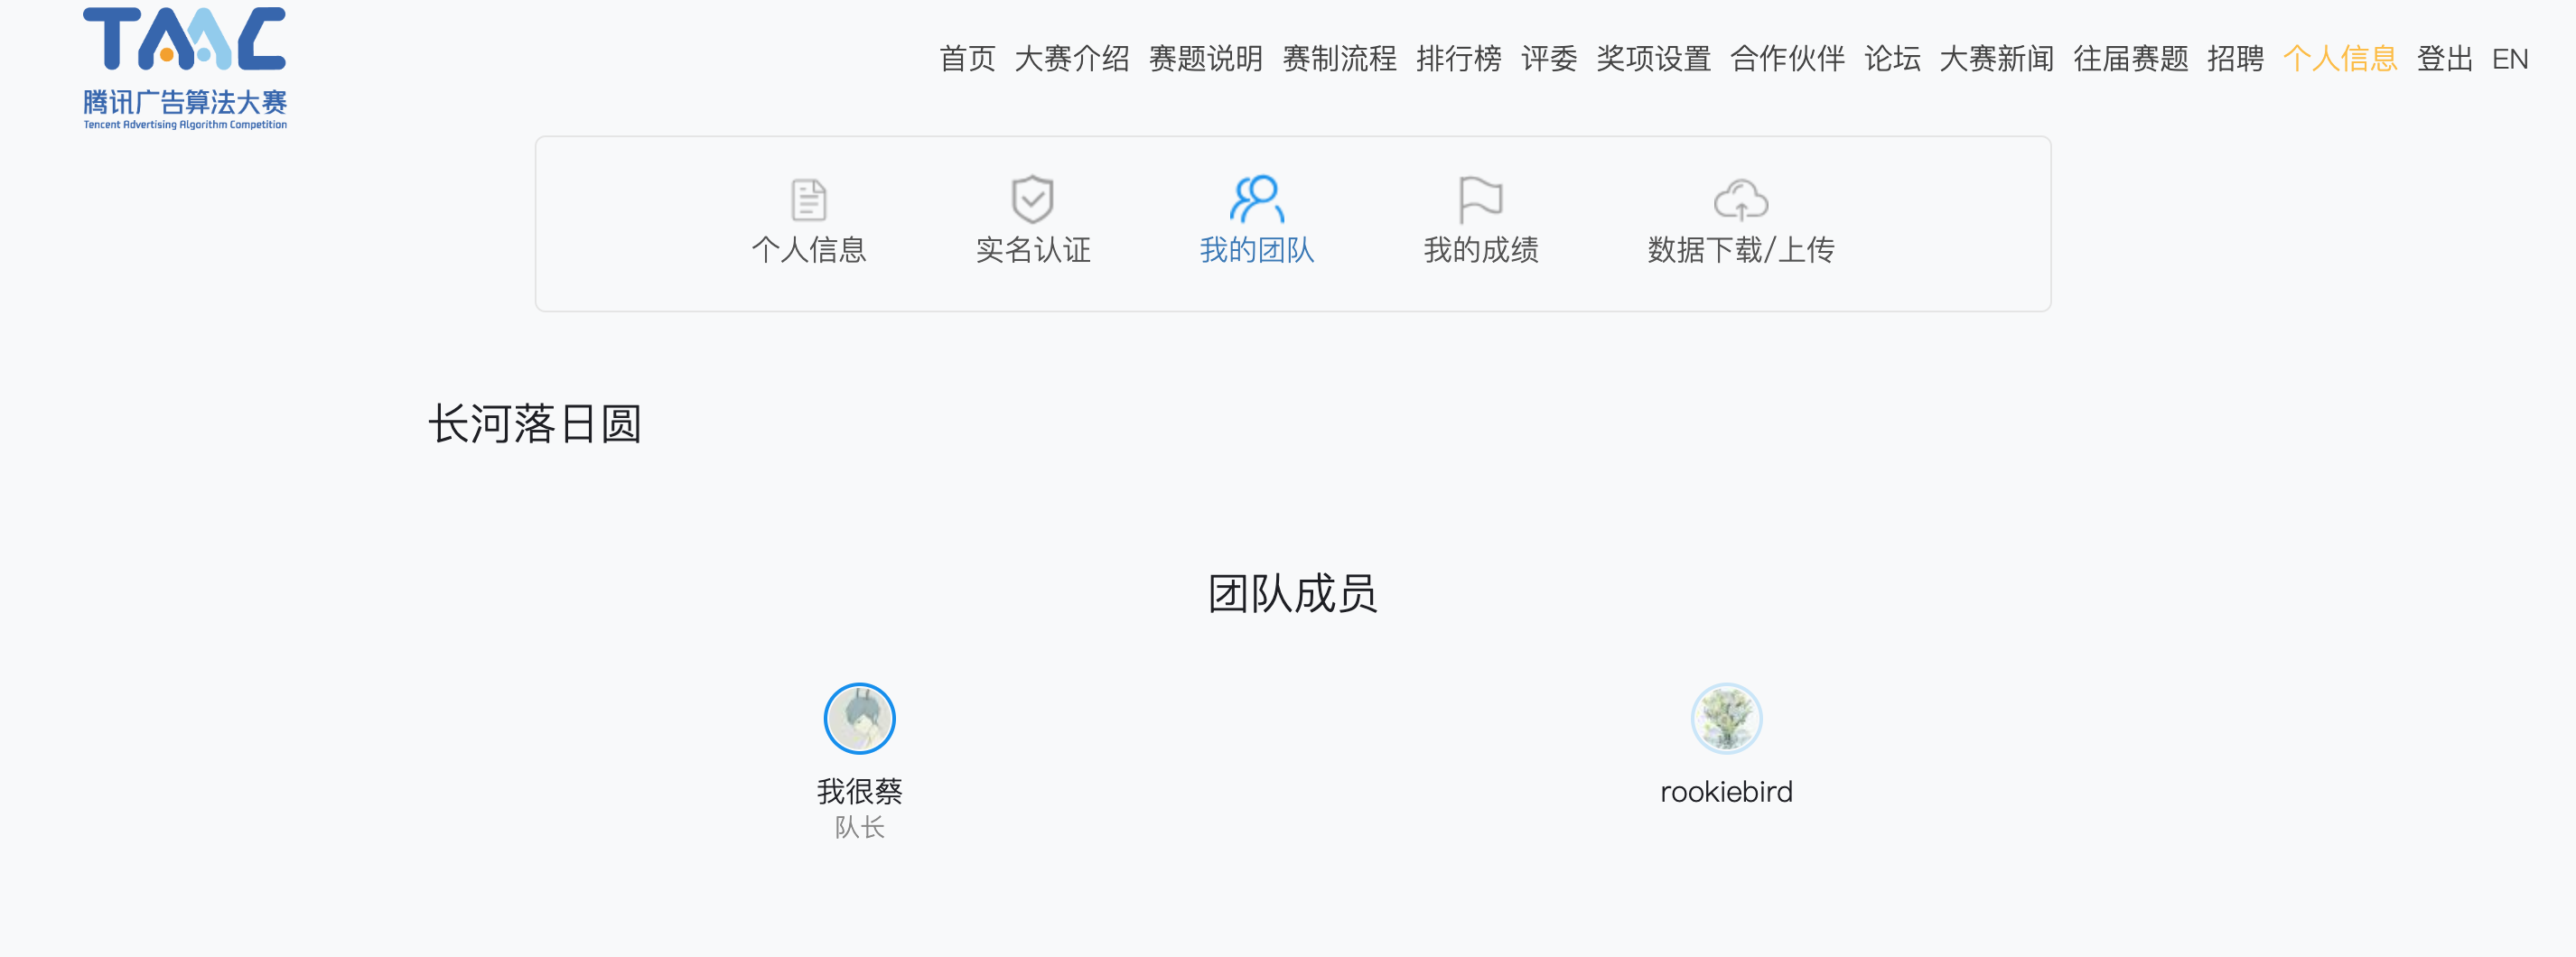 TAAC
腾讯广告算法大赛
Tencent Advertising Algorithm Competition
首页 大赛介绍 赛题说明 赛制流程 排行榜 评委 奖项设置 合作伙伴 论坛 大赛新闻 往届赛题 招聘 个人信息 登出 EN
个人信息 实名认证 我的团队 我的成绩 数据下载/上传
长河落日圆
团队成员
我很蔡 rookiebird
队长